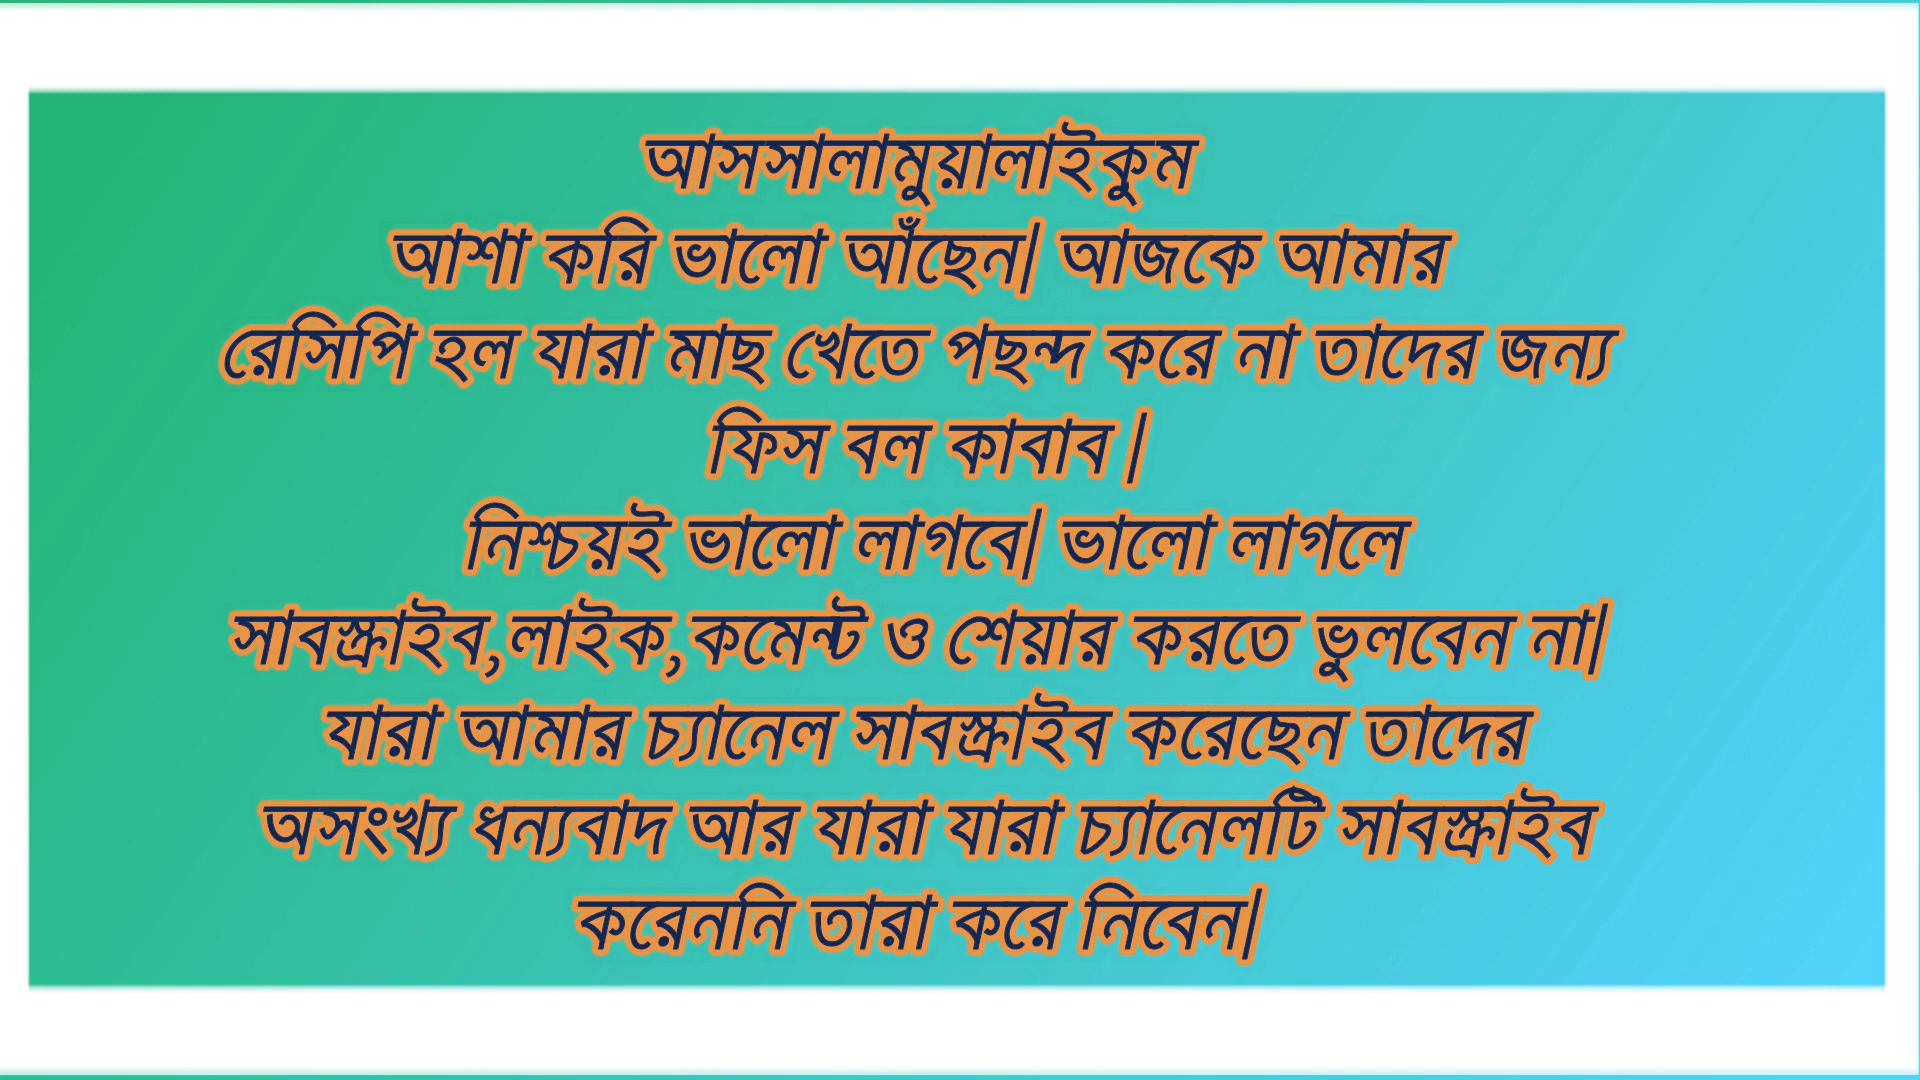 আসসালামুয়ালাইকুম
আশা করি ভালো আঁছেন| আজকে আমার
রেসিপি হল যারা মাছ খেতে পছন্দ করে না তাদের জন্য
ফিস বল কাবাব |
নিশ্চয়ই ভালো লাগবে| ভালো লাগলে
সাবস্ক্রাইব,লাইক,কমেন্ট ও শেয়ার করতে ভুলবেন না|
যারা আমার চ্যানেল সাবস্ক্রাইব করেছেন তাদের
অসংখ্য ধন্যবাদ আর যারা যারা চ্যানেলটি সাবস্ক্রাইব
করেননি তারা করে নিবেন|